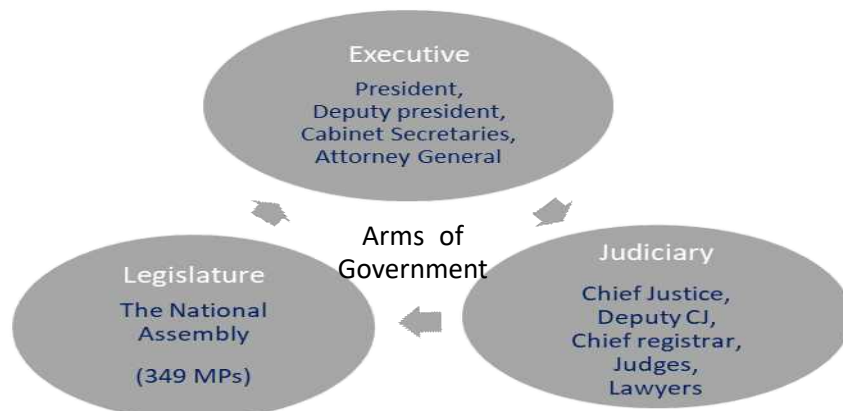 Executive
President,
Deputy president,
Cabinet Secretaries,
Attorney General
Arms of
Government
Legislature
The National
Assembly
(349 MPs)
Judiciary
Chief Justice,
Deputy CJ,
Chief registrar,
Judges,
Lawyers